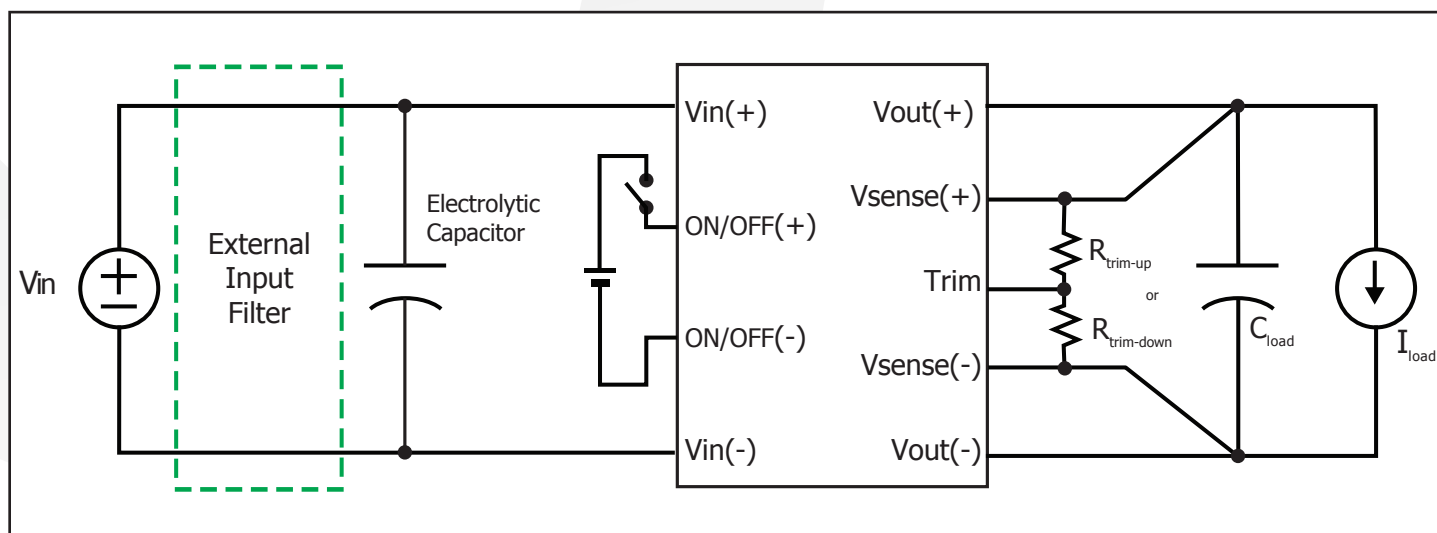 Vin
External
Input
Filter
Electrolytic
Capacitor
Vin(+)
ON/OFF(+)
ON/OFF(-)
Vin(-)
Vout(+)
Vsense(+)
Trim
Vsense(-)
Vout(-)
Rtrim-up
or
Rtrim-down
Cload
Iload